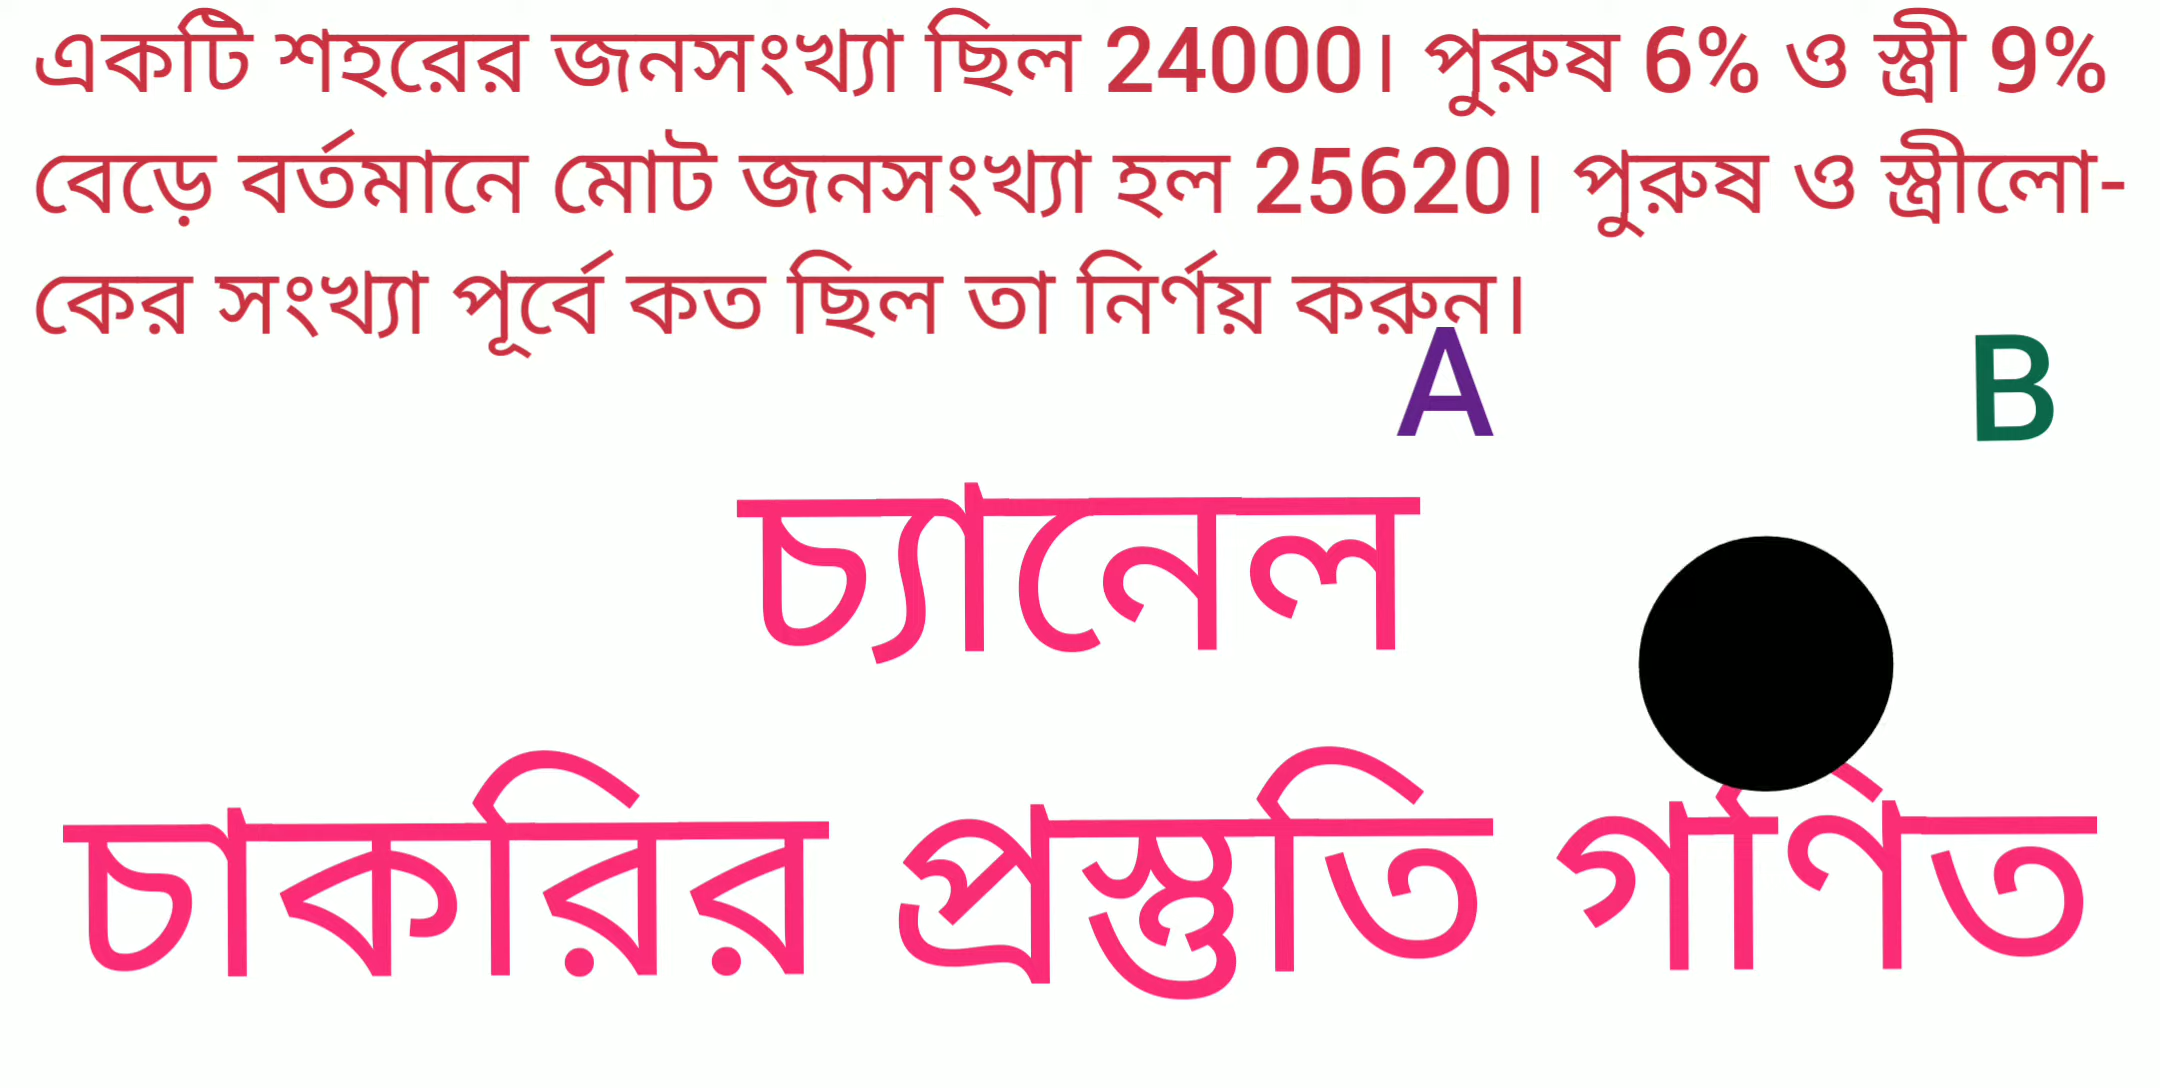 একটি শহরের জনসংখ্যা ছিল 24000। পুরুষ 6% ও স্ত্রী 9%
বেড়ে বর্তমানে মোট জনসংখ্যা হল 25620। পুরুষ ও স্ত্রীলো-
কের সংখ্যা পূর্বে কত ছিল তা নির্ণয় করুন।
A B
চ্যানেল
চাকরির প্রস্তুতি গণিত